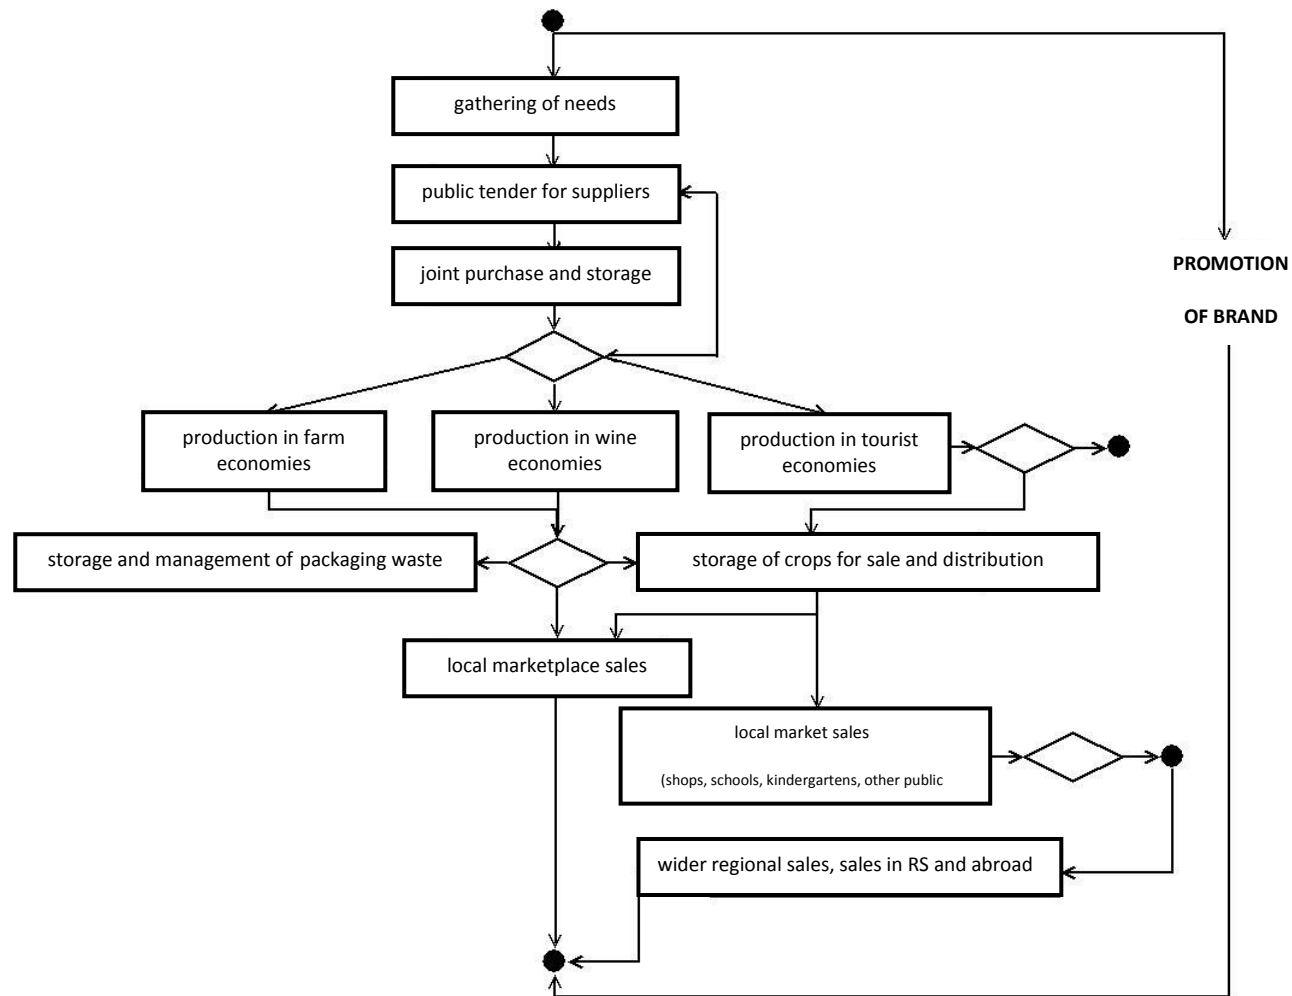 gathering of needs
public tender for suppliers
joint purchase and storage
PROMOTION
OF BRAND
production in farm
economies
production in wine
economies
production in tourist
economies
storage and management of packaging waste
storage of crops for sale and distribution
local marketplace sales
local market sales
(shops, schools, kindergartens, other public
wider regional sales, sales in RS and abroad